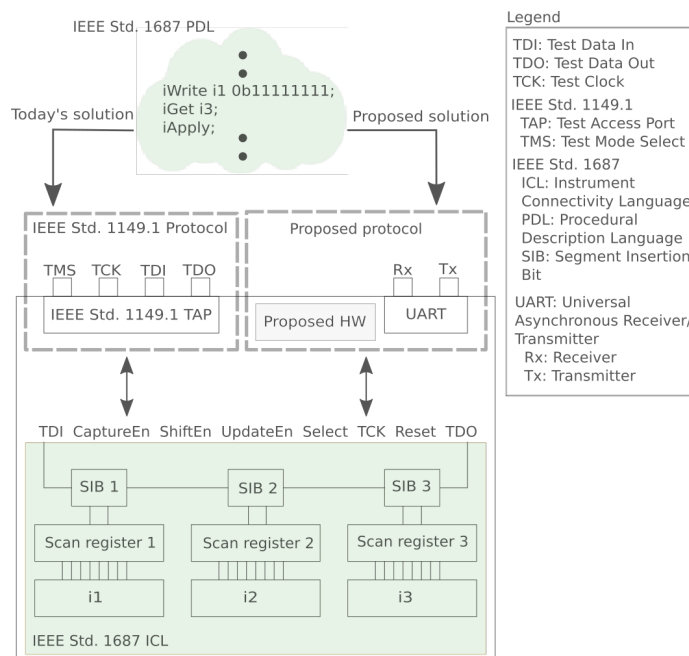 IEEE Std. 1687 PDL
iWrite i1 0b11111111;
iGet i3;
iApply;
Today's solution
Proposed solution
IEEE Std. 1149.1 Protocol
TMS TCK TDI TDO
IEEE Std. 1149.1 TAP
Proposed protocol
Rx Tx
Proposed HW
UART
TDI CaptureEn ShiftEn UpdateEn Select TCK Reset TDO
SIB 1
SIB 2
SIB 3
Scan register 1
Scan register 2
Scan register 3
i1
i2
i3
IEEE Std. 1687 ICL
Legend
TDI: Test Data In
TDO: Test Data Out
TCK: Test Clock
IEEE Std. 1149.1
TAP: Test Access Port
TMS: Test Mode Select
IEEE Std. 1687
ICL: Instrument
Connectivity Language
PDL: Procedural
Description Language
SIB: Segment Insertion
Bit
UART: Universal
Asynchronous Receiver/
Transmitter
Rx: Receiver
Tx: Transmitter